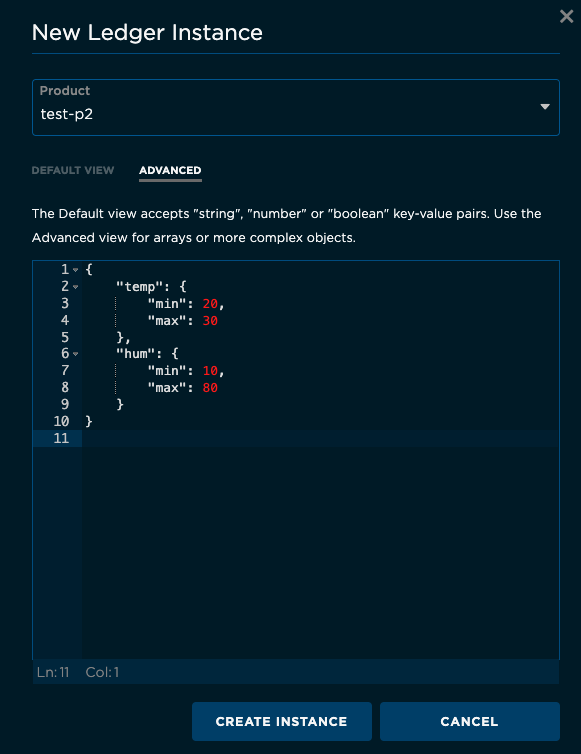 New Ledger Instance
Product
test-p2
DEFAULT VIEW ADVANCED
The Default view accepts "string", "number" or "boolean" key-value pairs. Use the
Advanced view for arrays or more complex objects.
1 {
2     "temp": {
3         "min": 20,
4         "max": 30
5     },
6     "hum": {
7         "min": 10,
8         "max": 80
9     }
10 }
11
Ln: 11 Col: 1
CREATE INSTANCE CANCEL